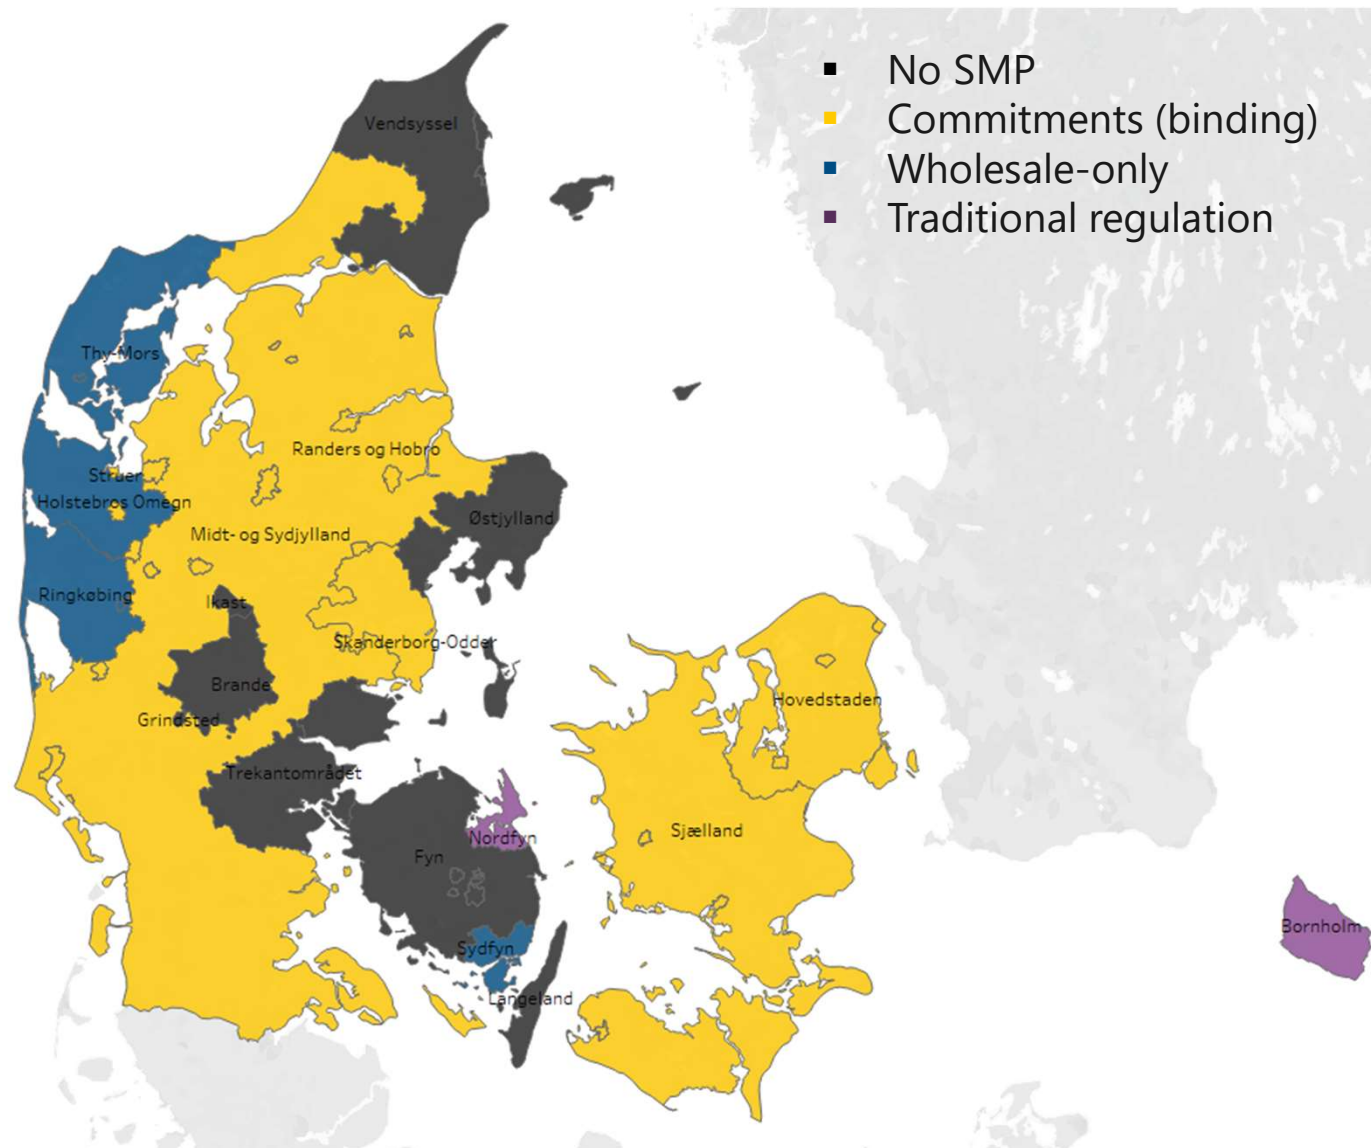 No SMP
Commitments (binding)
Wholesale-only
Traditional regulation
Vendsyssel
Thy-Mors
Randers og Hobro
Struer
Holstebros Omegn
Østjylland
Midt- og Sydjylland
Ringkøbing
Ikast
Skanderborg-Odder
Brande
Hovedstaden
Grindsted
Trekantområdet
Sjælland
Nordfyn
Fyn
Bornholm
Sydfyn
Langeland